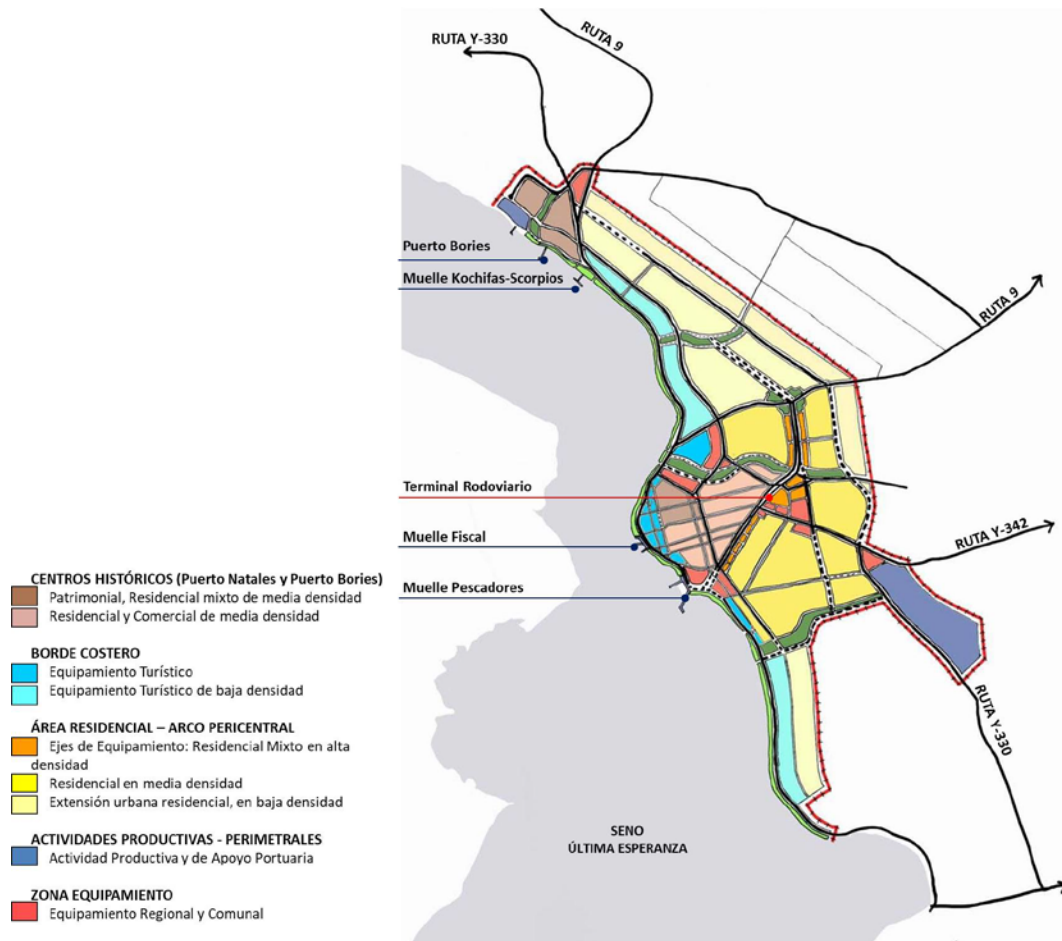 RUTA Y-330
RUTA 9
Puerto Bories
Muelle Kochifas-Scorpios
RUTA 9
Terminal Rodoviario
Muelle Fiscal
RUTA Y-342
Muelle Pescadores
RUTA Y-330
SENO
ÚLTIMA ESPERANZA
CENTROS HISTÓRICOS (Puerto Natales y Puerto Bories)
Patrimonial, Residencial mixto de media densidad
Residencial y Comercial de media densidad
BORDE COSTERO
Equipamiento Turístico
Equipamiento Turístico de baja densidad
ÁREA RESIDENCIAL – ARCO PERICENTRAL
Ejes de Equipamiento: Residencial Mixto en alta
densidad
Residencial en media densidad
Extensión urbana residencial, en baja densidad
ACTIVIDADES PRODUCTIVAS - PERIMETRALES
Actividad Productiva y de Apoyo Portuaria
ZONA EQUIPAMIENTO
Equipamiento Regional y Comunal